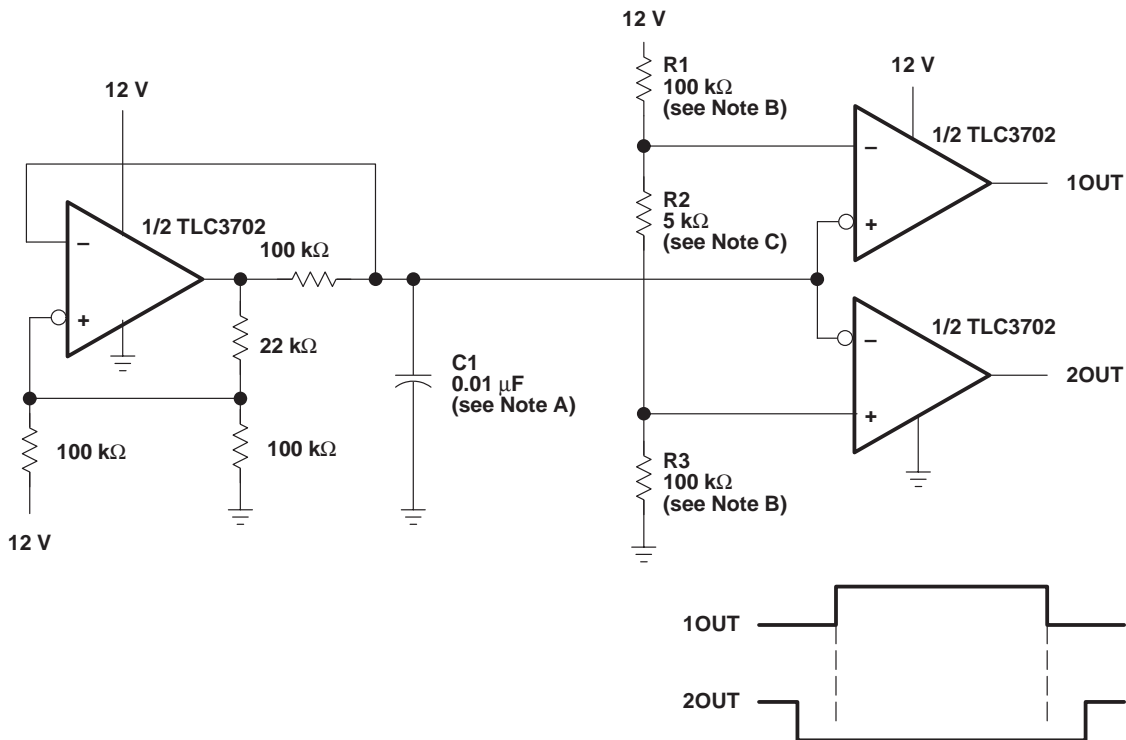 12 V
1/2 TLC3702
−
+
100 kΩ
22 kΩ
100 kΩ
100 kΩ
12 V
C1
0.01 μF
(see Note A)
12 V
R1
100 kΩ
(see Note B)
R2
5 kΩ
(see Note C)
R3
100 kΩ
(see Note B)
12 V
1/2 TLC3702
−
+
1OUT
1/2 TLC3702
−
+
2OUT
1OUT
2OUT